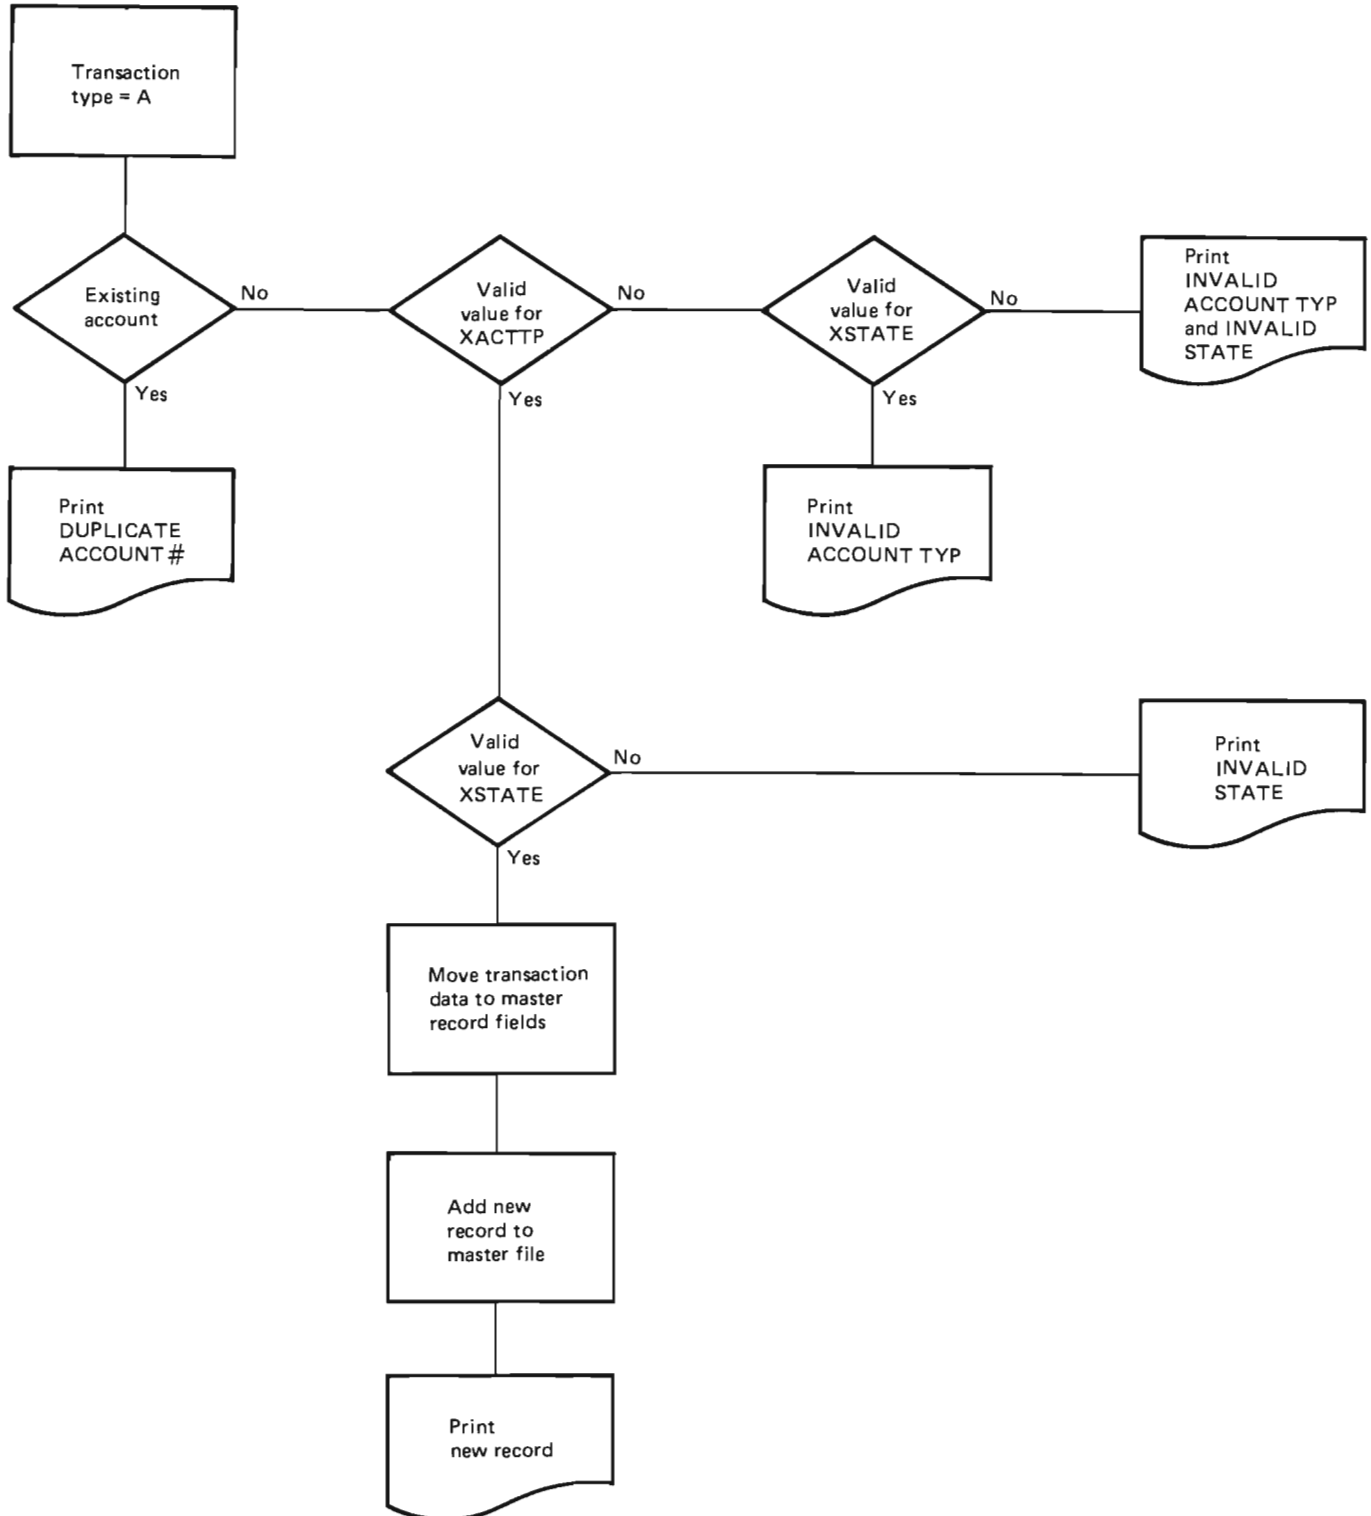 Transaction
type = A
Existing
account
No
Yes
Valid
value for
XACTTP
No
Yes
Valid
value for
XSTATE
No
Yes
Print
INVALID
ACCOUNT TYP
and INVALID
STATE
Print
DUPLICATE
ACCOUNT #
Print
INVALID
ACCOUNT TYP
Valid
value for
XSTATE
No
Yes
Print
INVALID
STATE
Move transaction
data to master
record fields
Add new
record to
master file
Print
new record